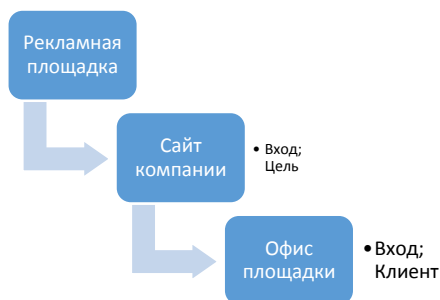 Рекламная
площадка
Сайт
компании
• Вход;
Цель
Офис
площадки
• Вход;
Клиент